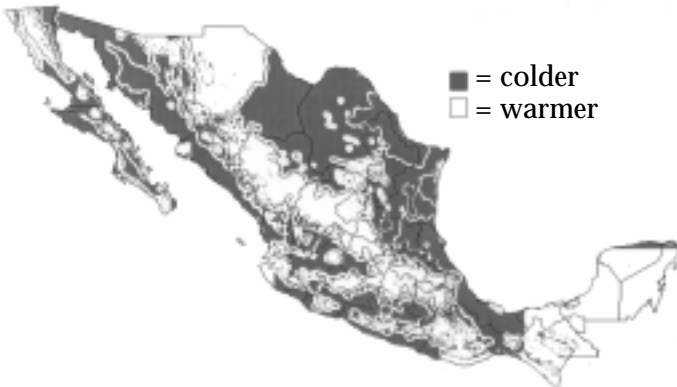 = colder
= warmer